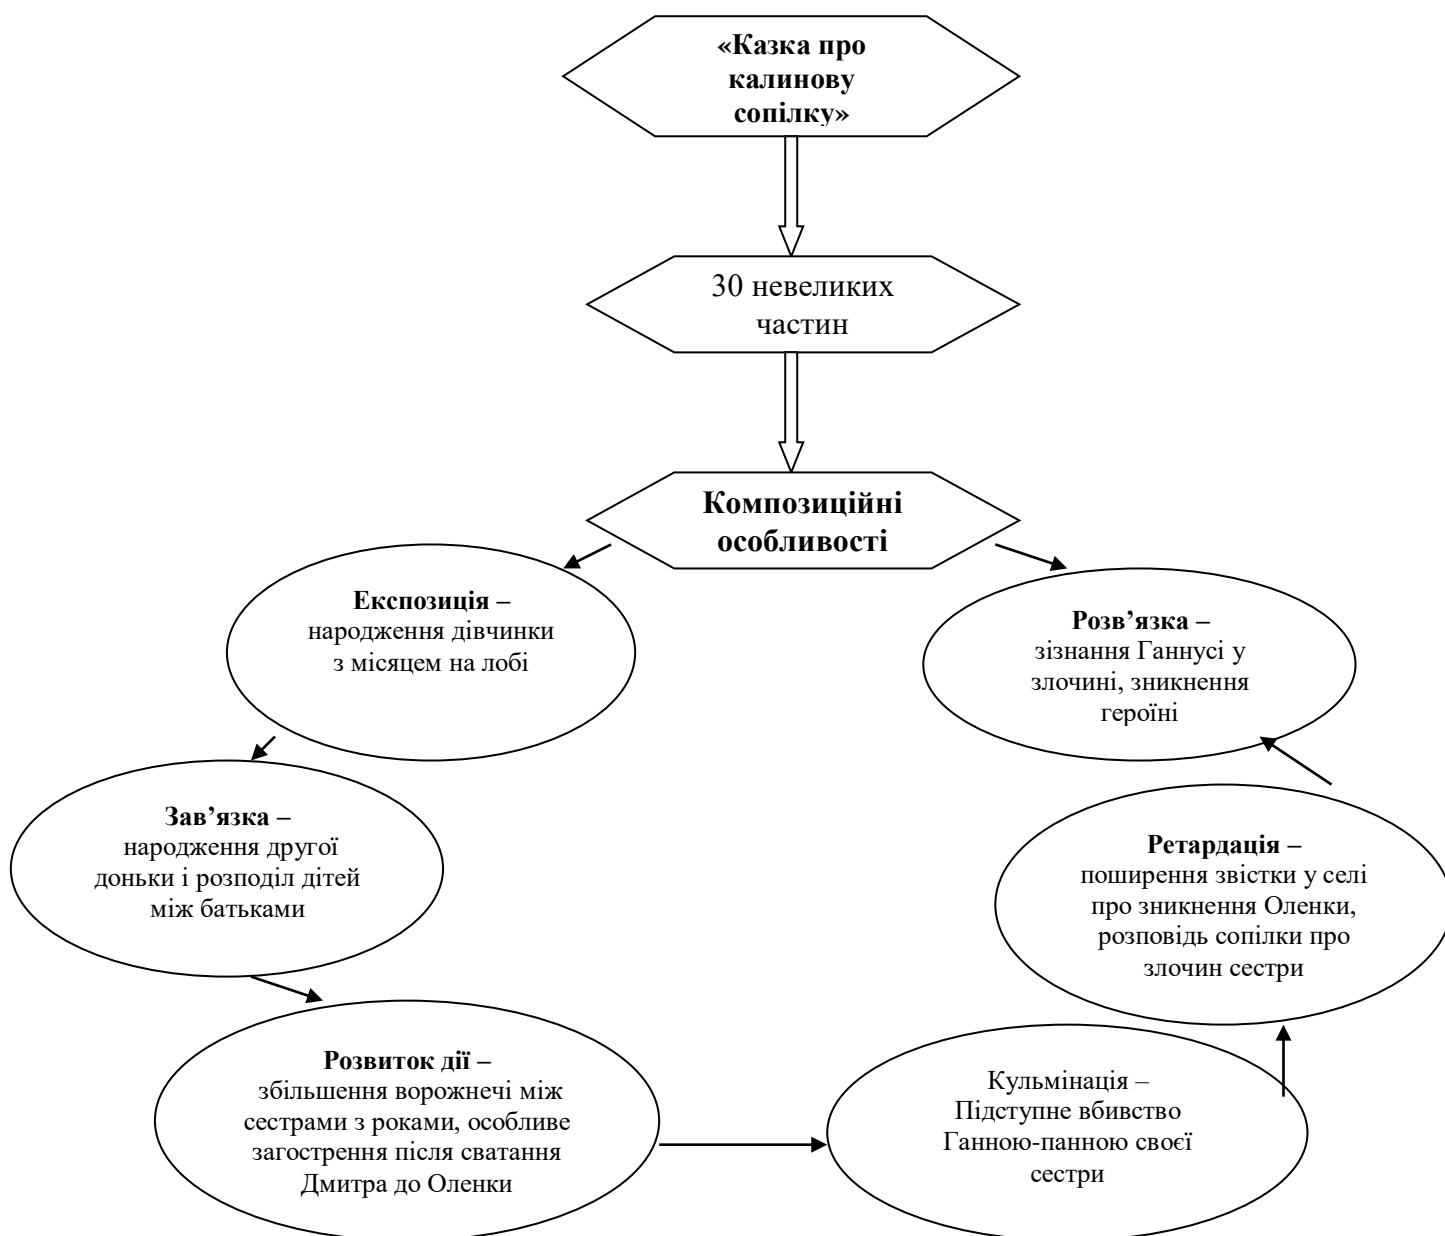 «Казка про
калинову
сопілку»
30 невеликих
частин
Композиційні
особливості
Експозиція –
народження дівчинки
з місяцем на лобі
Зав’язка –
народження другої
доньки і розподіл дітей
між батьками
Розвиток дії –
збільшення ворожнечі між
сестрами з роками, особливе
загострення після сватання
Дмитра до Оленки
Кульмінація –
Підступне вбивство
Ганною-панною своєї
сестри
Ретардація –
поширення звістки у селі
про зникнення Оленки,
розповідь сопілки про
злочин сестри
Розв’язка –
зізнання Ганнусі у
злочині, зникнення
героїні